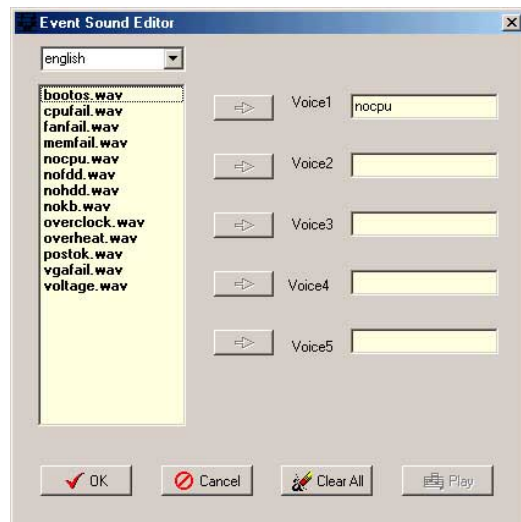 Event Sound Editor
english
bootos.wav
cpufail.wav
fanfail.wav
memfail.wav
nocpu.wav
nofdd.wav
nohdd.wav
nokb.wav
overclock.wav
overheat.wav
postok.wav
vgafail.wav
voltage.wav
Voice1 nocpu
Voice2
Voice3
Voice4
Voice5
OK Cancel Clear All Play